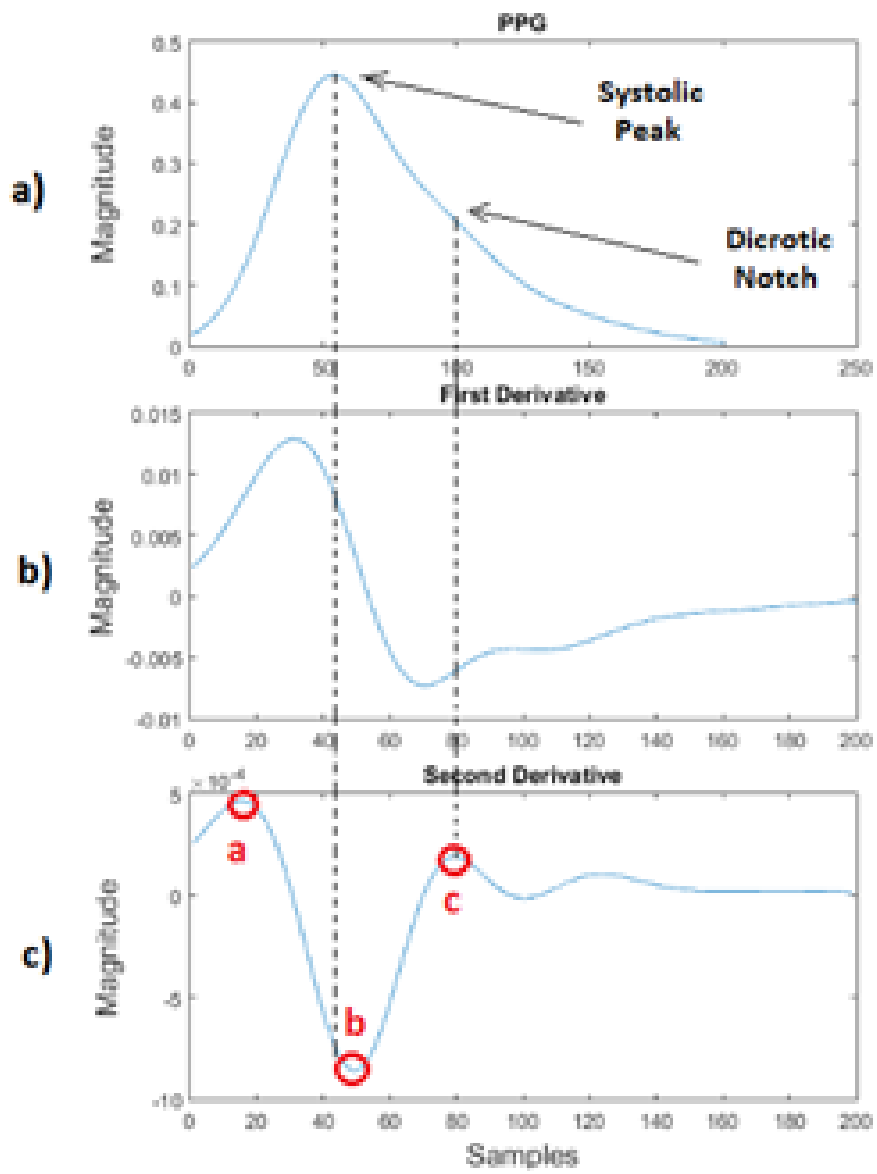 PPG
0.5
0.4
0.3
0.2
0.1
0
Magnitude
a)
Systolic
Peak
Dicrotic
Notch
0 50 100 150 200 250
First Derivative
0.015
0.01
0.005
0
-0.005
-0.01
Magnitude
b)
0 20 40 60 80 100 120 140 160 180 200
Second Derivative
5
0
-5
-10
Magnitude
c)
a
b
c
0 20 40 60 80 100 120 140 160 180 200
Samples